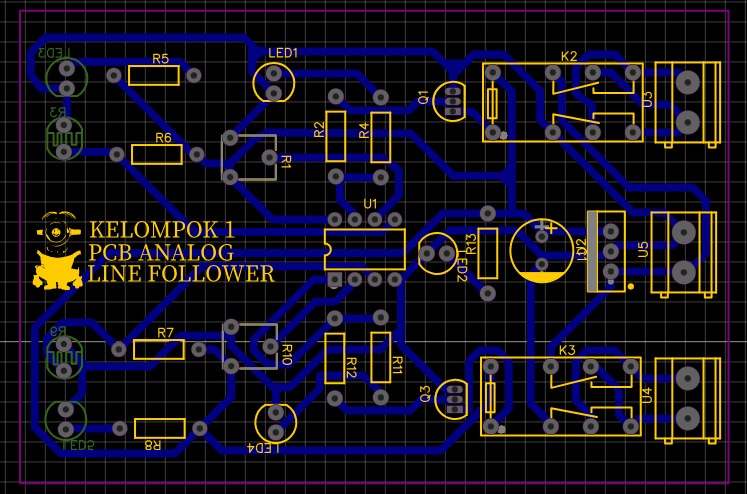 LED3
R5
LED1
K2
Q1
U3
R3
R2
R4
R6
R1
U1
KELOMPOK 1
PCB ANALOG
LINE FOLLOWER
R13
LED2
U5
R9
R7
R10
R12
R11
K3
Q3
U4
R8
LED4
LED5